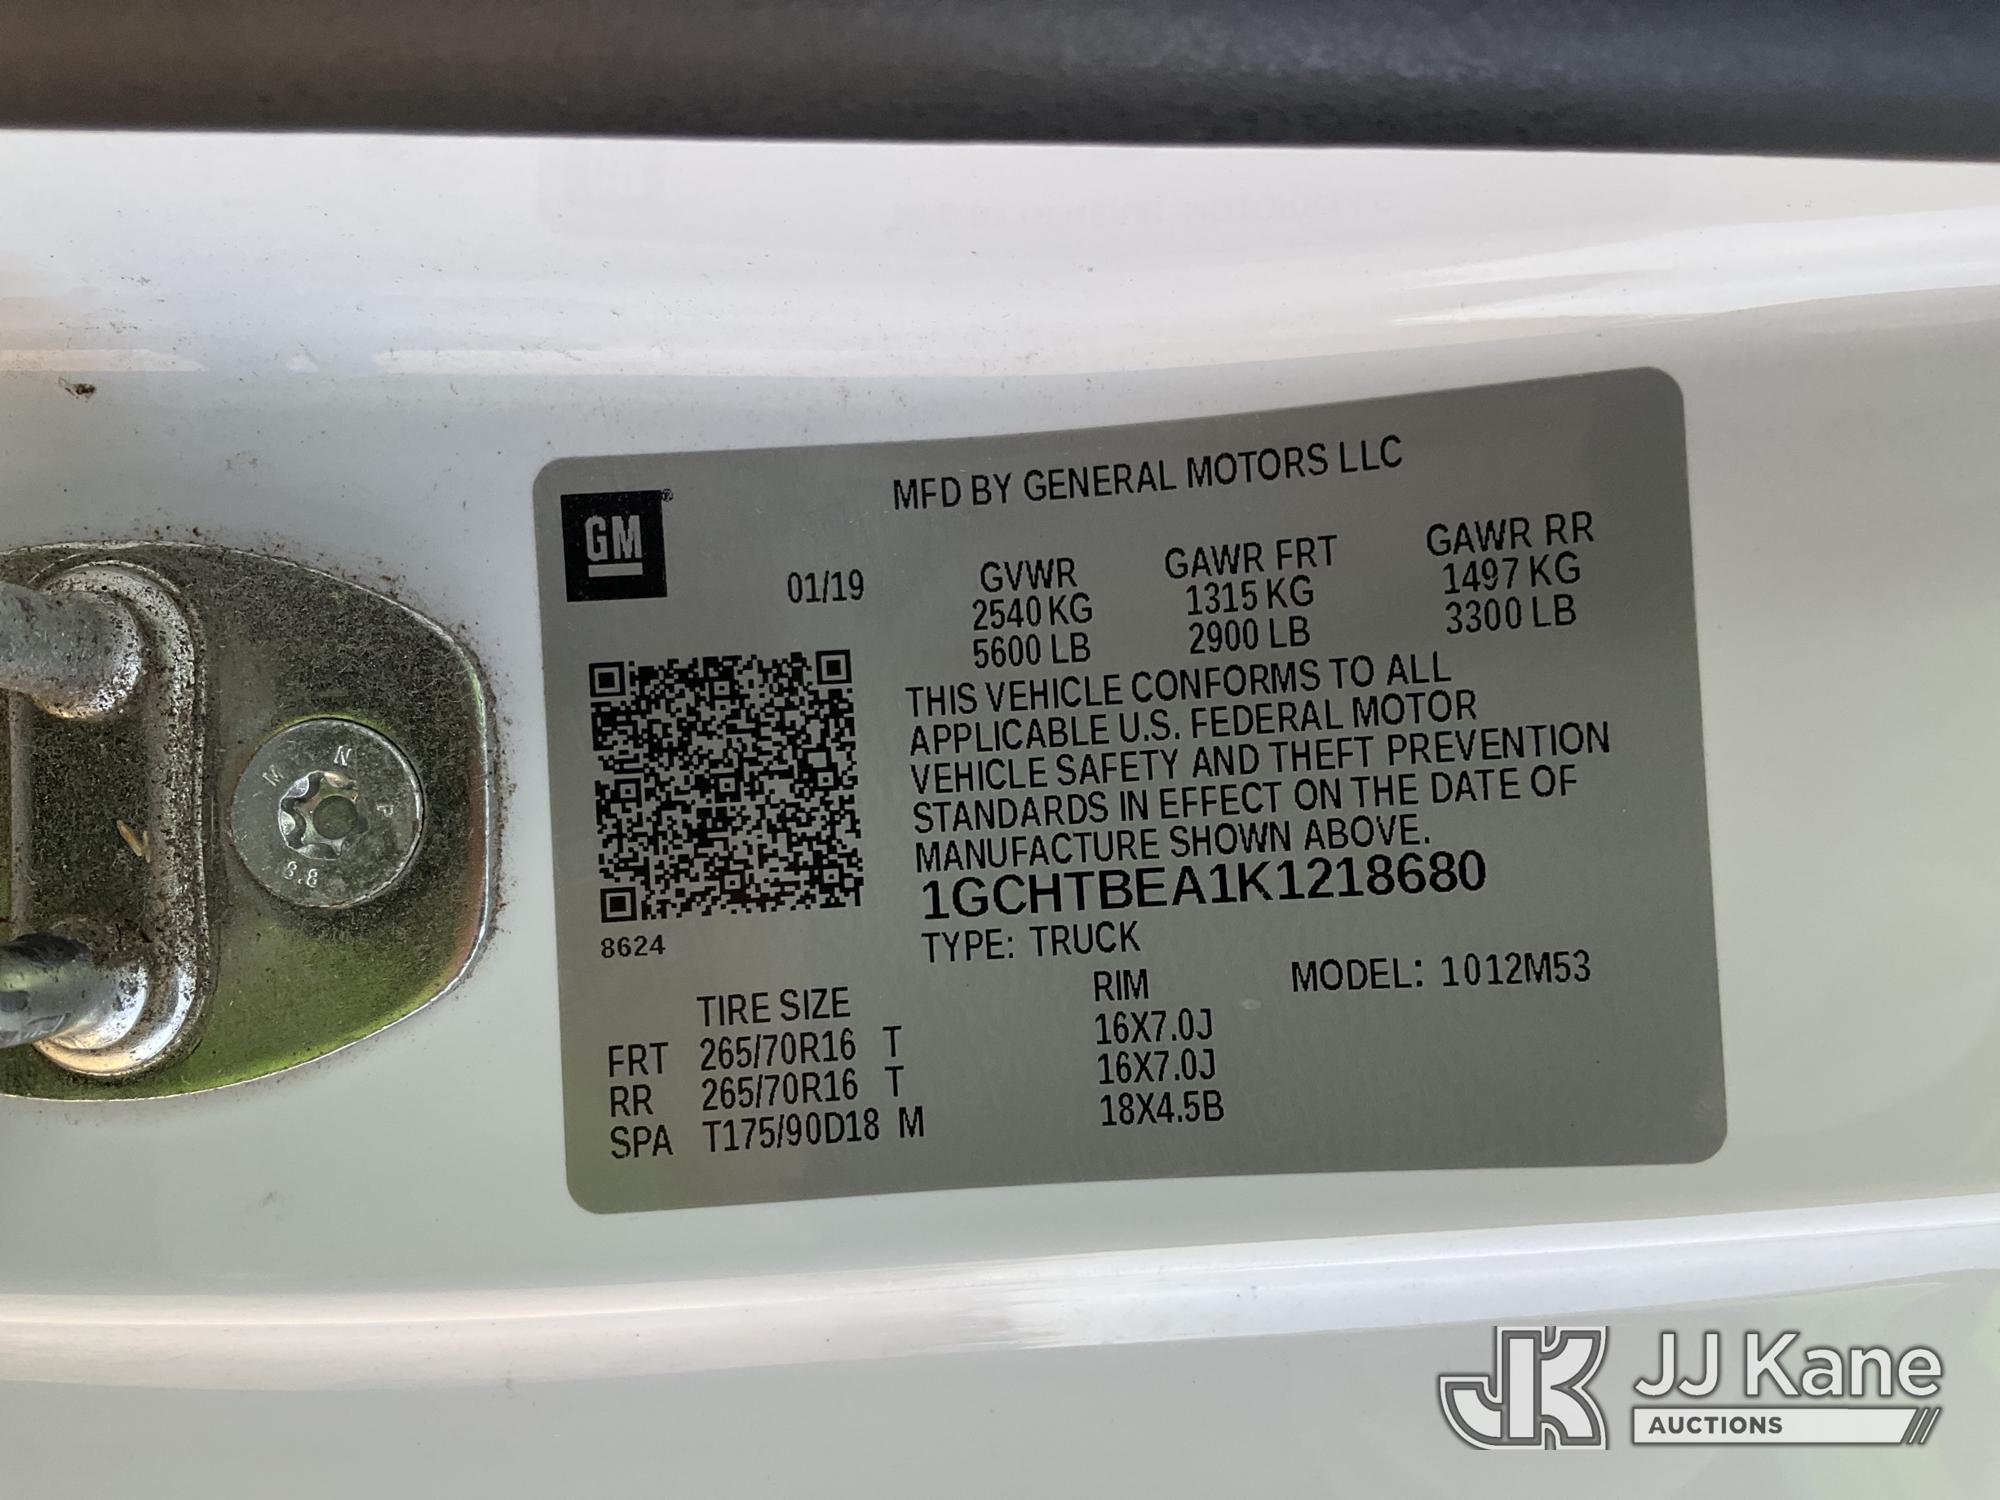 MFD BY GENERAL MOTORS LLC
GM®
01/19
GVWR GAWR FRT GAWR RR
2540 KG 1315 KG 1497 KG
5600 LB 2900 LB 3300 LB
THIS VEHICLE CONFORMS TO ALL
APPLICABLE U.S. FEDERAL MOTOR
VEHICLE SAFETY AND THEFT PREVENTION
STANDARDS IN EFFECT ON THE DATE OF
MANUFACTURE SHOWN ABOVE.
1GCHTBEA1K1218680
8624
TYPE: TRUCK
MODEL: 1012M53
TIRE SIZE RIM
FRT 265/70R16 T 16X7.0J
RR 265/70R16 T 16X7.0J
SPA T175/90D18 M 18X4.5B
M N P
8.8
JK JJ Kane
AUCTIONS